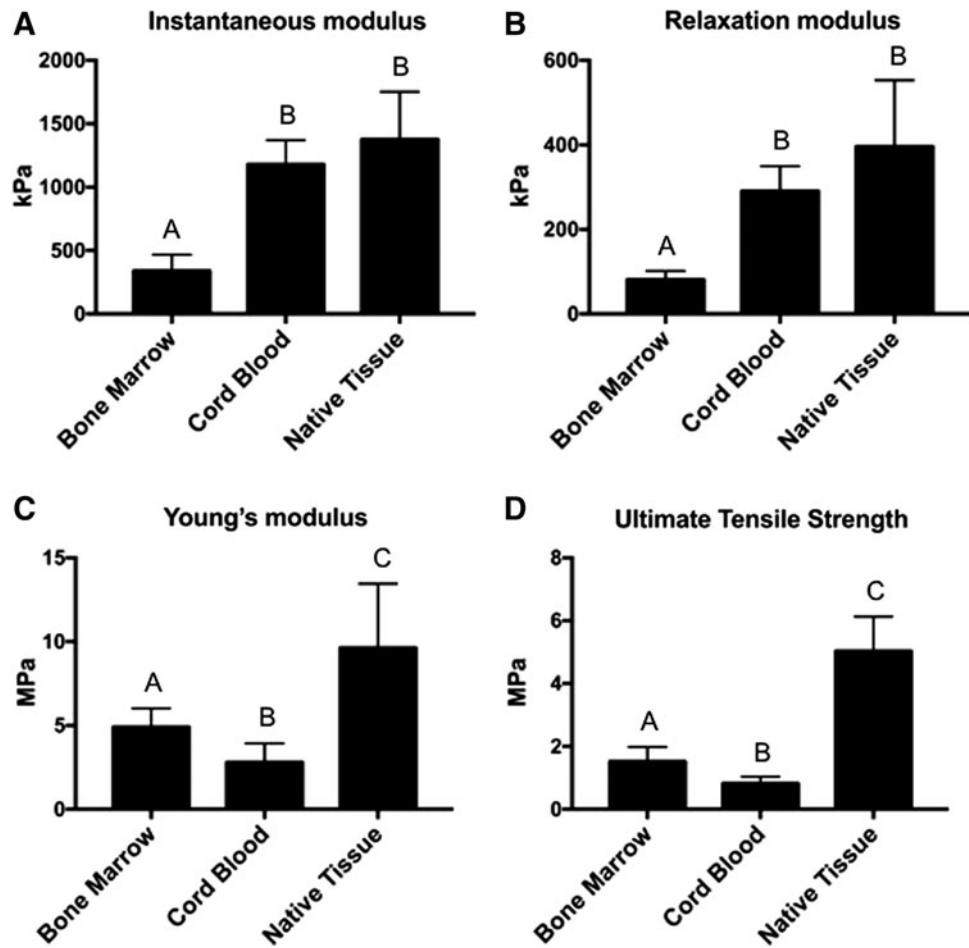 A
Instantaneous modulus
2000
1500
1000
500
0
kPa
A
B
B
Bone Marrow
Cord Blood
Native Tissue
B
Relaxation modulus
600
400
200
0
kPa
A
B
B
Bone Marrow
Cord Blood
Native Tissue
C
Young's modulus
15
10
5
0
MPa
A
B
C
Bone Marrow
Cord Blood
Native Tissue
D
Ultimate Tensile Strength
8
6
4
2
0
MPa
A
B
C
Bone Marrow
Cord Blood
Native Tissue